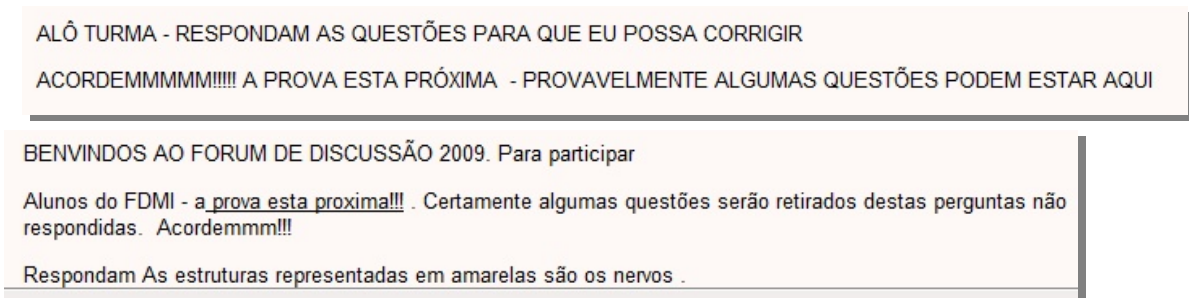 ALÔ TURMA - RESPONDAM AS QUESTÕES PARA QUE EU POSSA CORRIGIR
ACORDEMMMMM!!!!! A PROVA ESTA PRÓXIMA - PROVAVELMENTE ALGUMAS QUESTÕES PODEM ESTAR AQUI
BENVINDOS AO FORUM DE DISCUSSÃO 2009. Para participar
Alunos do FDMI - a prova esta proxima!!! . Certamente algumas questões serão retirados destas perguntas não
respondidas. Acordemmm!!!
Respondam As estruturas representadas em amarelas são os nervos .